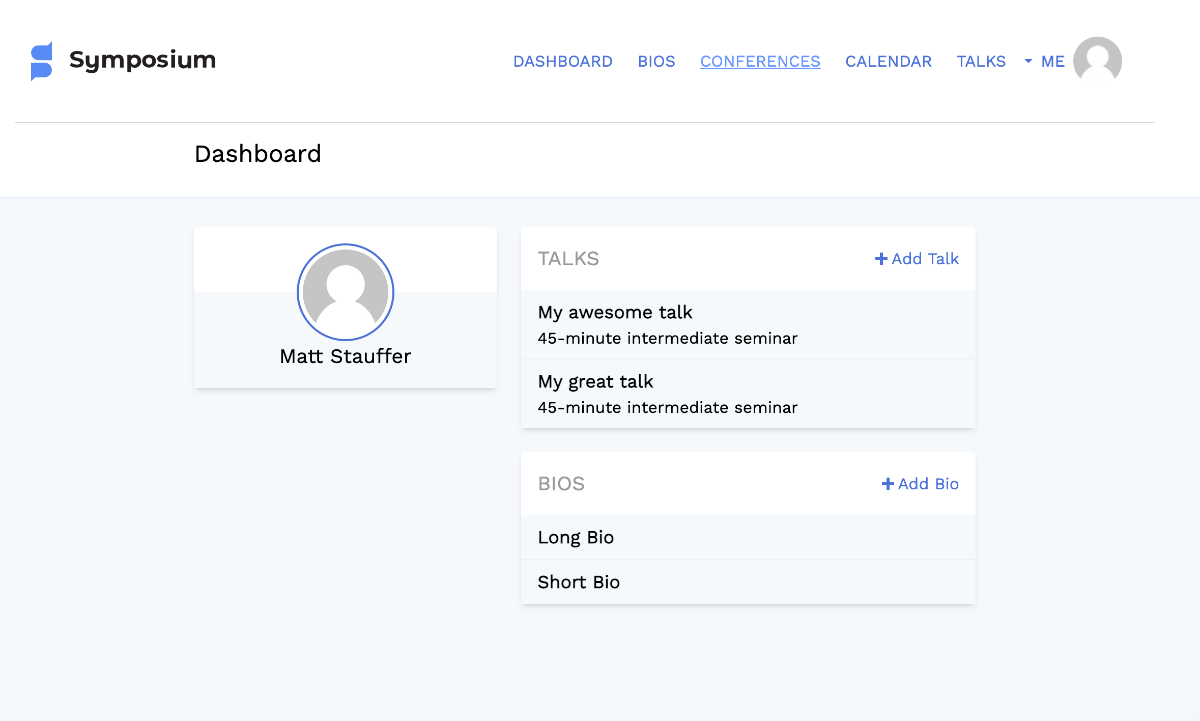 Symposium
DASHBOARD BIOS CONFERENCES CALENDAR TALKS ME
Dashboard
Matt Stauffer
TALKS + Add Talk
My awesome talk
45-minute intermediate seminar
My great talk
45-minute intermediate seminar
BIOS + Add Bio
Long Bio
Short Bio